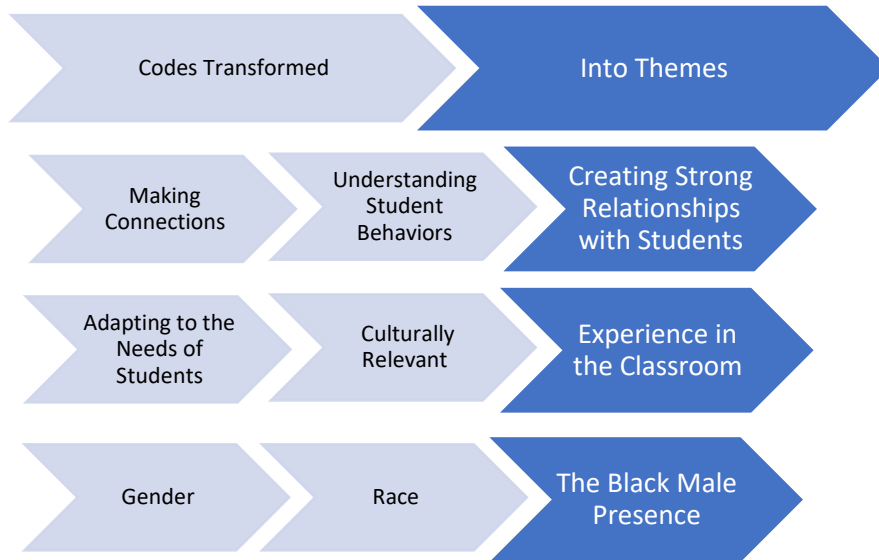 Codes Transformed
Into Themes
Making
Connections
Understanding
Student
Behaviors
Creating Strong
Relationships
with Students
Adapting to the
Needs of
Students
Culturally
Relevant
Experience in
the Classroom
Gender
Race
The Black Male
Presence